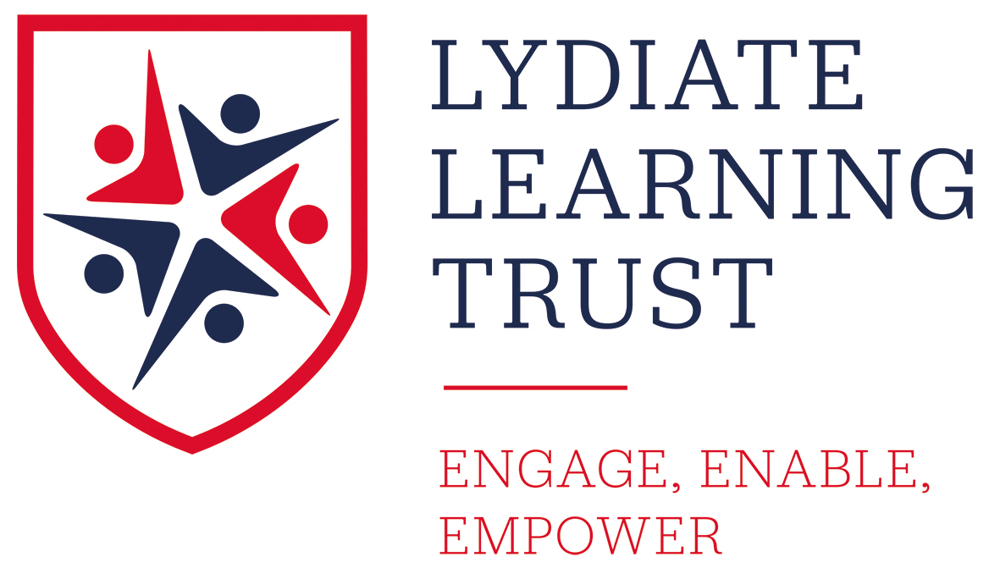 LYDIATE
LEARNING
TRUST
ENGAGE, ENABLE,
EMPOWER